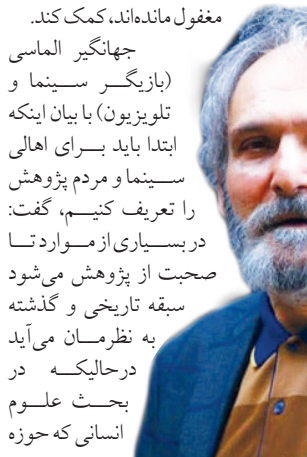 مغفول مانده‌اند، کمک کند.
جهانگیر الماسی
(بازیگر سینما و
تلویزیون) با بیان اینکه
ابتدا باید برای اهالی
سینما و مردم پژوهش
را تعریف کنیم، گفت:
در بسیاری از موارد تا
صحبت از پژوهش می‌شود
سبقه تاریخی و گذشته
به نظرمان می‌آید
درحالیکه در
بحث علوم
انسانی که حوزه